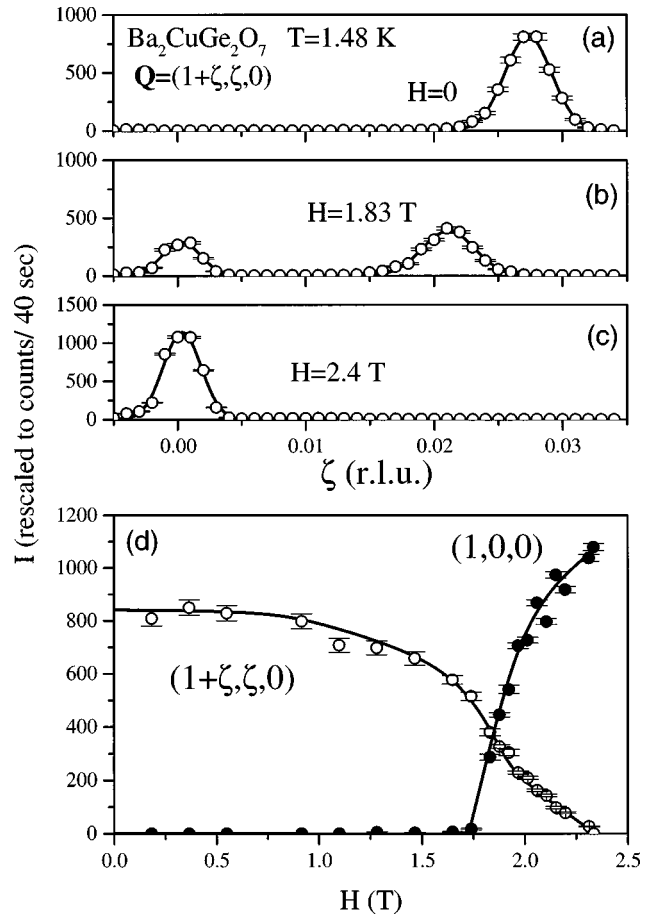 1000
Ba2CuGe2O7 T=1.48 K (a)
Q=(1+ζ,ζ,0)
500
H=0
0
1000
(b)
H=1.83 T
500
0
1500
(c)
1000
H=2.4 T
500
0
0.00 0.01 0.02 0.03
ζ (r.l.u.)
I (rescaled to counts/ 40 sec)
1200
(d) (1,0,0)
1000
800
(1+ζ,ζ,0)
600
400
200
0
0.0 0.5 1.0 1.5 2.0 2.5
H (T)